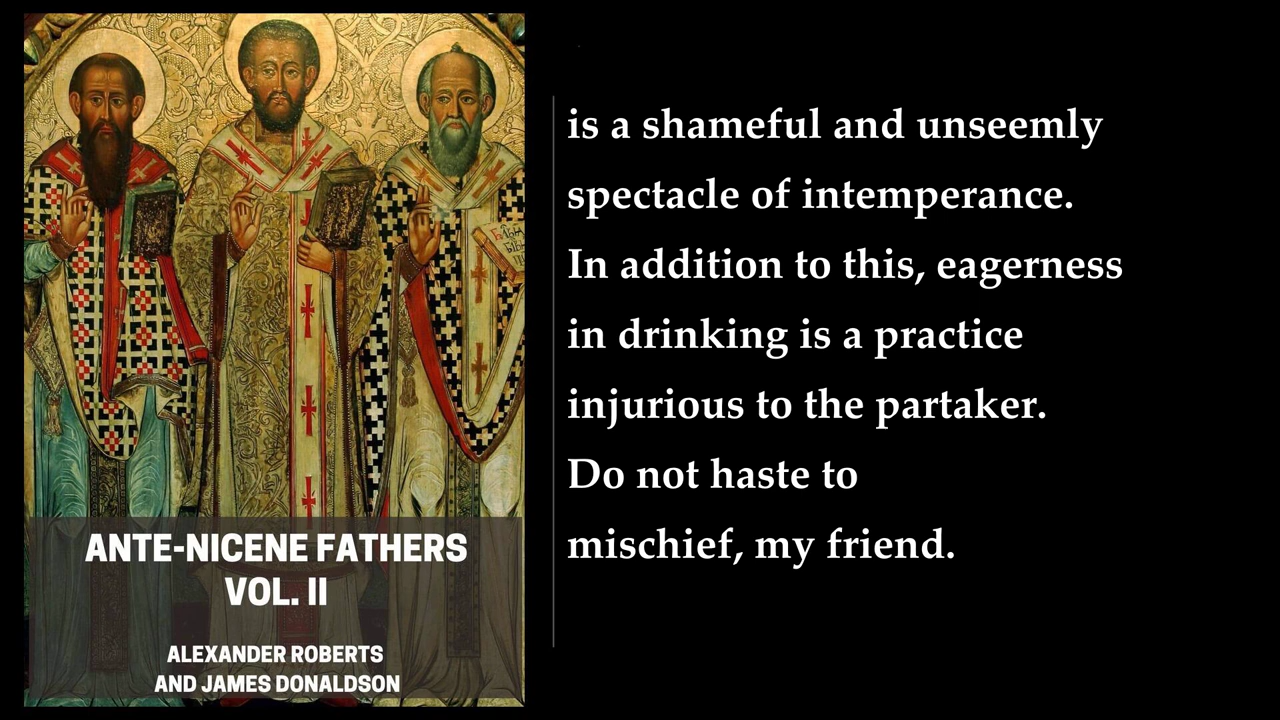 ANTE-NICENE FATHERS
VOL. II
ALEXANDER ROBERTS
AND JAMES DONALDSON
is a shameful and unseemly
spectacle of intemperance.
In addition to this, eagerness
in drinking is a practice
injurious to the partaker.
Do not haste to
mischief, my friend.